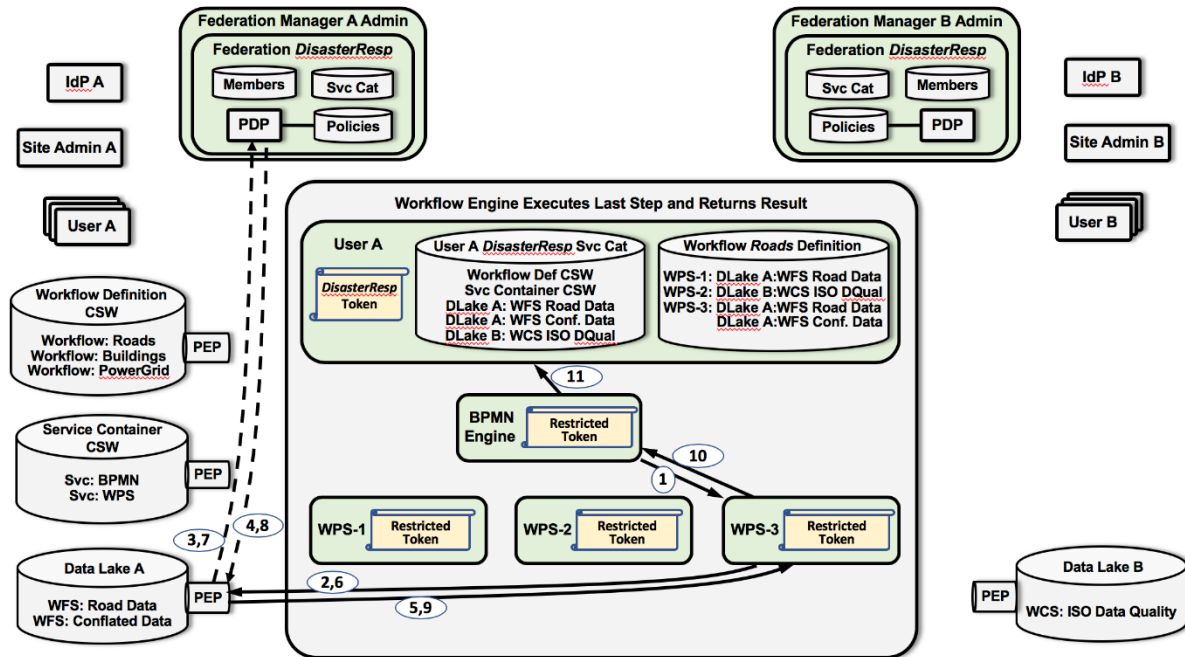 Federation Manager A Admin
Federation DisasterResp
Members
Svc Cat
PDP
Policies
Federation Manager B Admin
Federation DisasterResp
Svc Cat
Members
Policies
PDP
IdP A
Site Admin A
User A
IdP B
Site Admin B
User B
Workflow Engine Executes Last Step and Returns Result
User A
DisasterResp
Token
User A DisasterResp Svc Cat
Workflow Def CSW
Svc Container CSW
DLake A: WFS Road Data
DLake A: WFS Conf. Data
DLake B: WCS ISO DQual
Workflow Roads Definition
WPS-1: DLake A:WFS Road Data
WPS-2: DLake B:WCS ISO DQual
WPS-3: DLake A:WFS Road Data
DLake A:WFS Conf. Data
Workflow Definition
CSW
Workflow: Roads
Workflow: Buildings
Workflow: PowerGrid
PEP
11
BPMN
Engine
Restricted
Token
10
1
Service Container
CSW
Svc: BPMN
Svc: WPS
PEP
WPS-1
Restricted
Token
WPS-2
Restricted
Token
WPS-3
Restricted
Token
3,7
4,8
Data Lake A
WFS: Road Data
WFS: Conflated Data
PEP
2,6
5,9
PEP
Data Lake B
WCS: ISO Data Quality